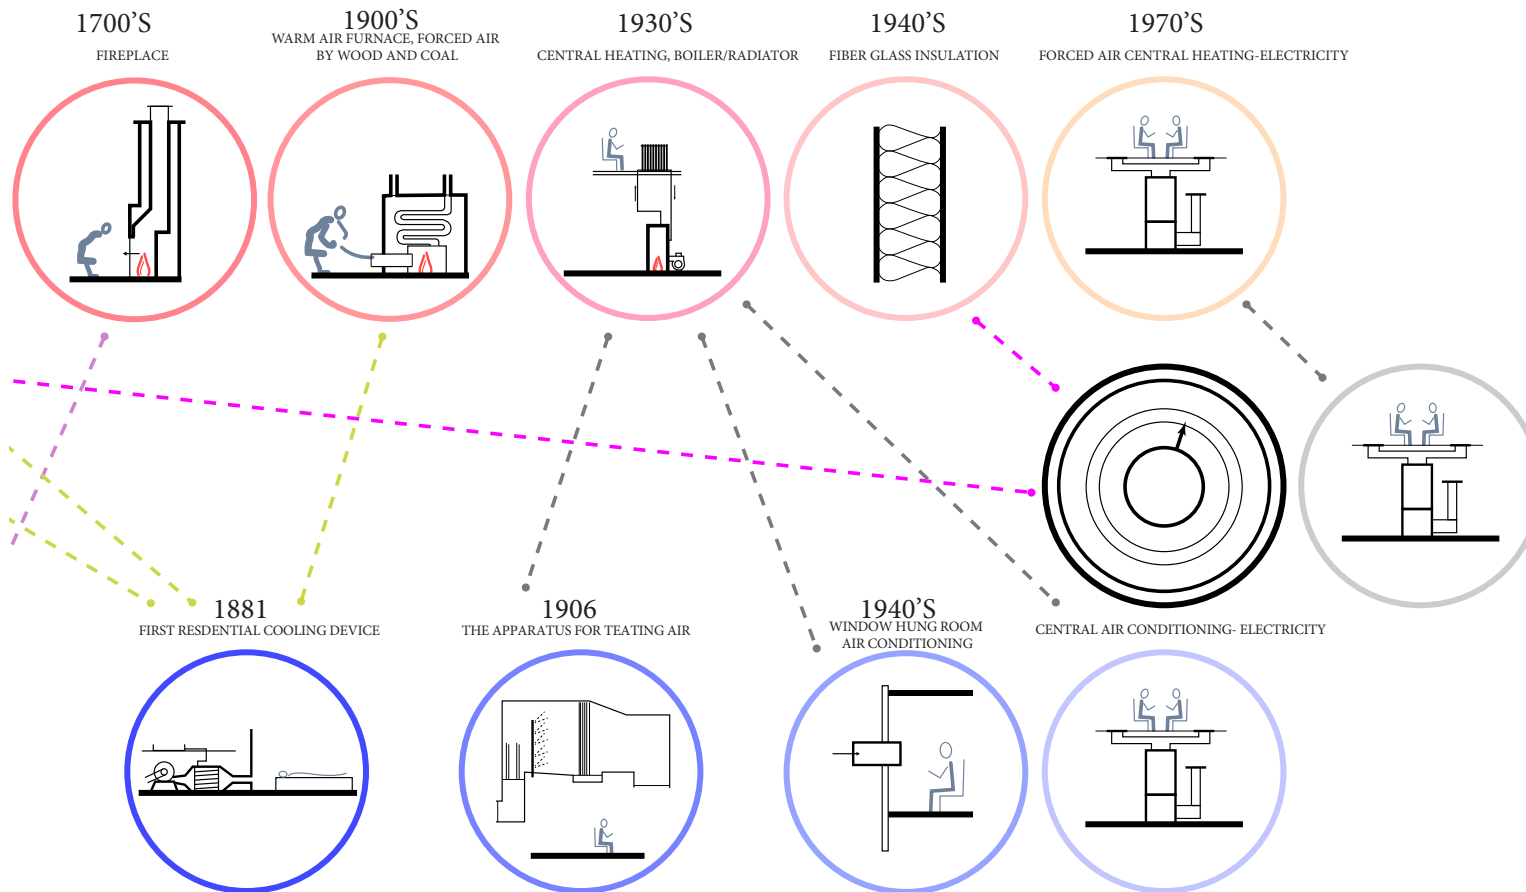 1700’S
FIREPLACE
1900’S
WARM AIR FURNACE, FORCED AIR
BY WOOD AND COAL
1930’S
CENTRAL HEATING, BOILER/RADIATOR
1940’S
FIBER GLASS INSULATION
1970’S
FORCED AIR CENTRAL HEATING-ELECTRICITY
1881
FIRST RESDENTIAL COOLING DEVICE
1906
THE APPARATUS FOR TEATING AIR
1940’S
WINDOW HUNG ROOM
AIR CONDITIONING
CENTRAL AIR CONDITIONING- ELECTRICITY